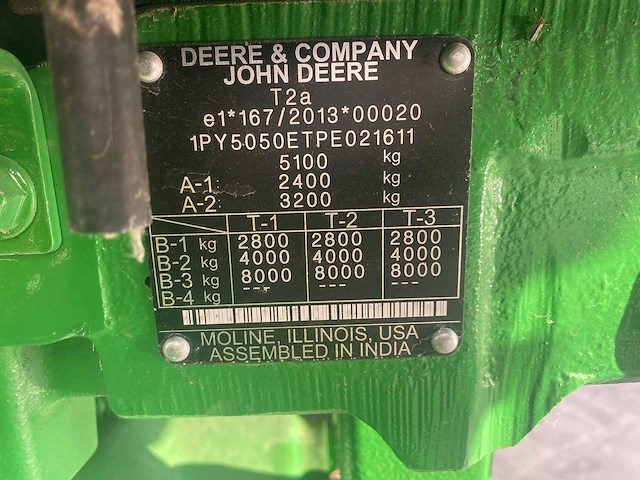 DEERE & COMPANY
JOHN DEERE
T2a
e1*167/2013*00020
1PY5050ETPE021611
5100 kg
A-1: 2400 kg
A-2: 3200 kg
T-1 T-2 T-3
B-1 kg 2800 2800 2800
B-2 kg 4000 4000 4000
B-3 kg 8000 8000 8000
B-4 kg --- --- ---
MOLINE, ILLINOIS, USA
ASSEMBLED IN INDIA